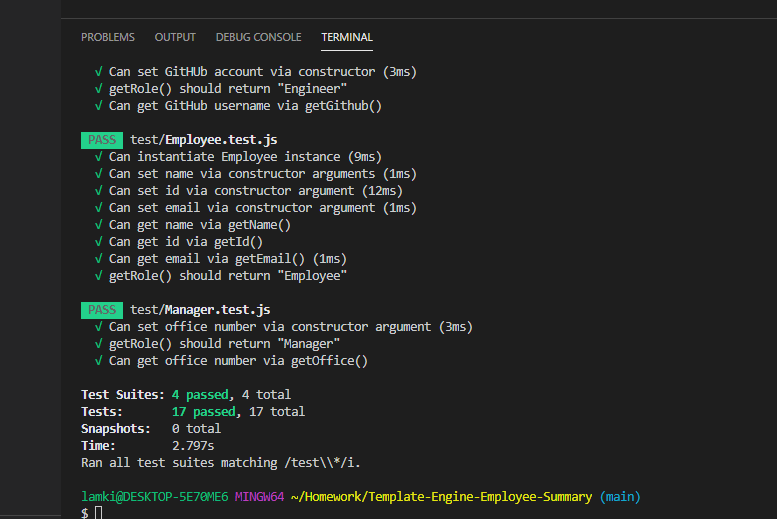 PROBLEMS OUTPUT DEBUG CONSOLE TERMINAL
√ Can set GitHUb account via constructor (3ms)
√ getRole() should return "Engineer"
√ Can get GitHub username via getGithub()
PASS test/Employee.test.js
√ Can instantiate Employee instance (9ms)
√ Can set name via constructor arguments (1ms)
√ Can set id via constructor argument (12ms)
√ Can set email via constructor argument (1ms)
√ Can get name via getName()
√ Can get id via getId()
√ Can get email via getEmail() (1ms)
√ getRole() should return "Employee"
PASS test/Manager.test.js
√ Can set office number via constructor argument (3ms)
√ getRole() should return "Manager"
√ Can get office number via getOffice()
Test Suites: 4 passed, 4 total
Tests: 17 passed, 17 total
Snapshots: 0 total
Time: 2.797s
Ran all test suites matching /test\\*/i.
lamki@DESKTOP-5E70ME6 MINGW64 ~/Homework/Template-Engine-Employee-Summary (main)
$